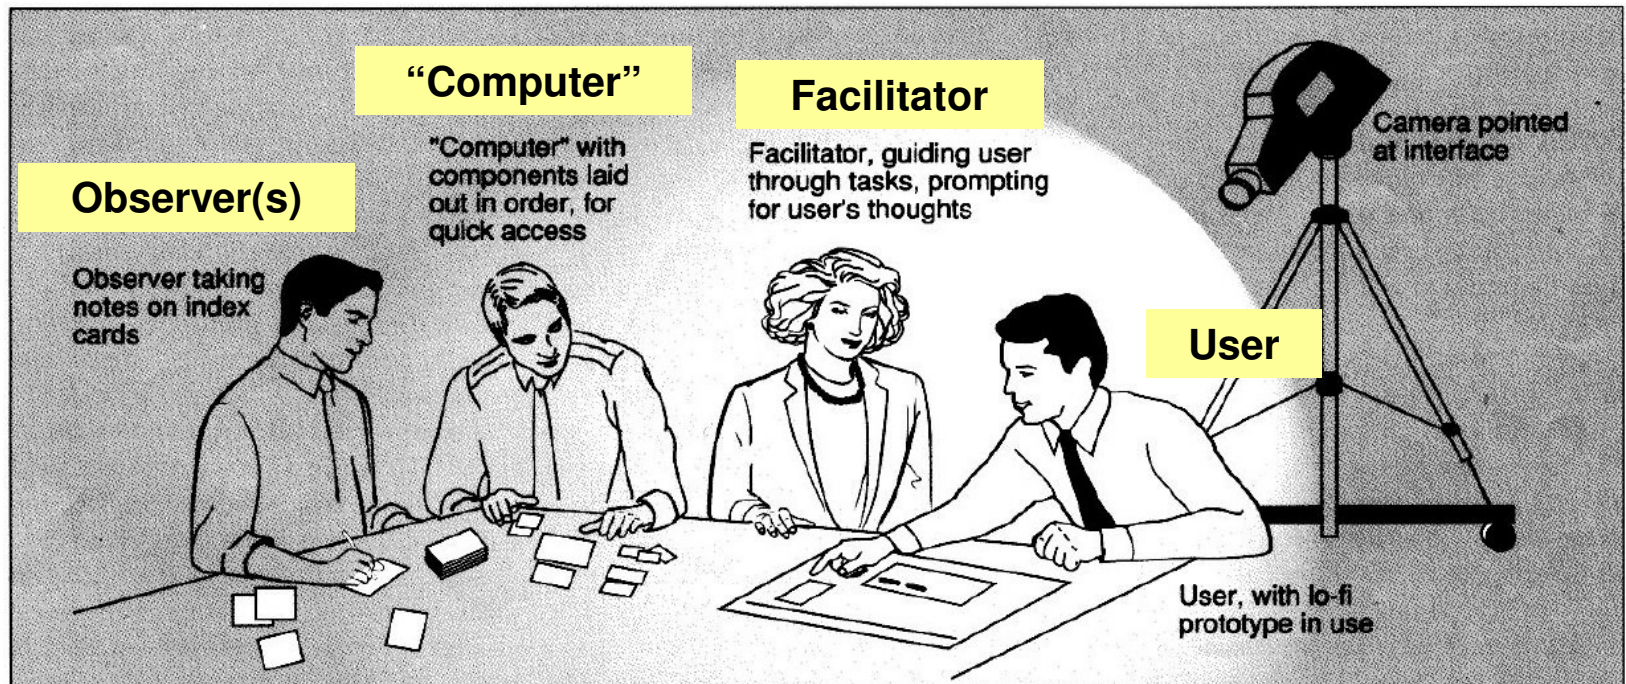 “Computer”
Facilitator
Observer(s)
User
"Computer" with
components laid
out in order, for
quick access
Facilitator, guiding user
through tasks, prompting
for user's thoughts
Camera pointed
at interface
Observer taking
notes on index
cards
User, with lo-fi
prototype in use